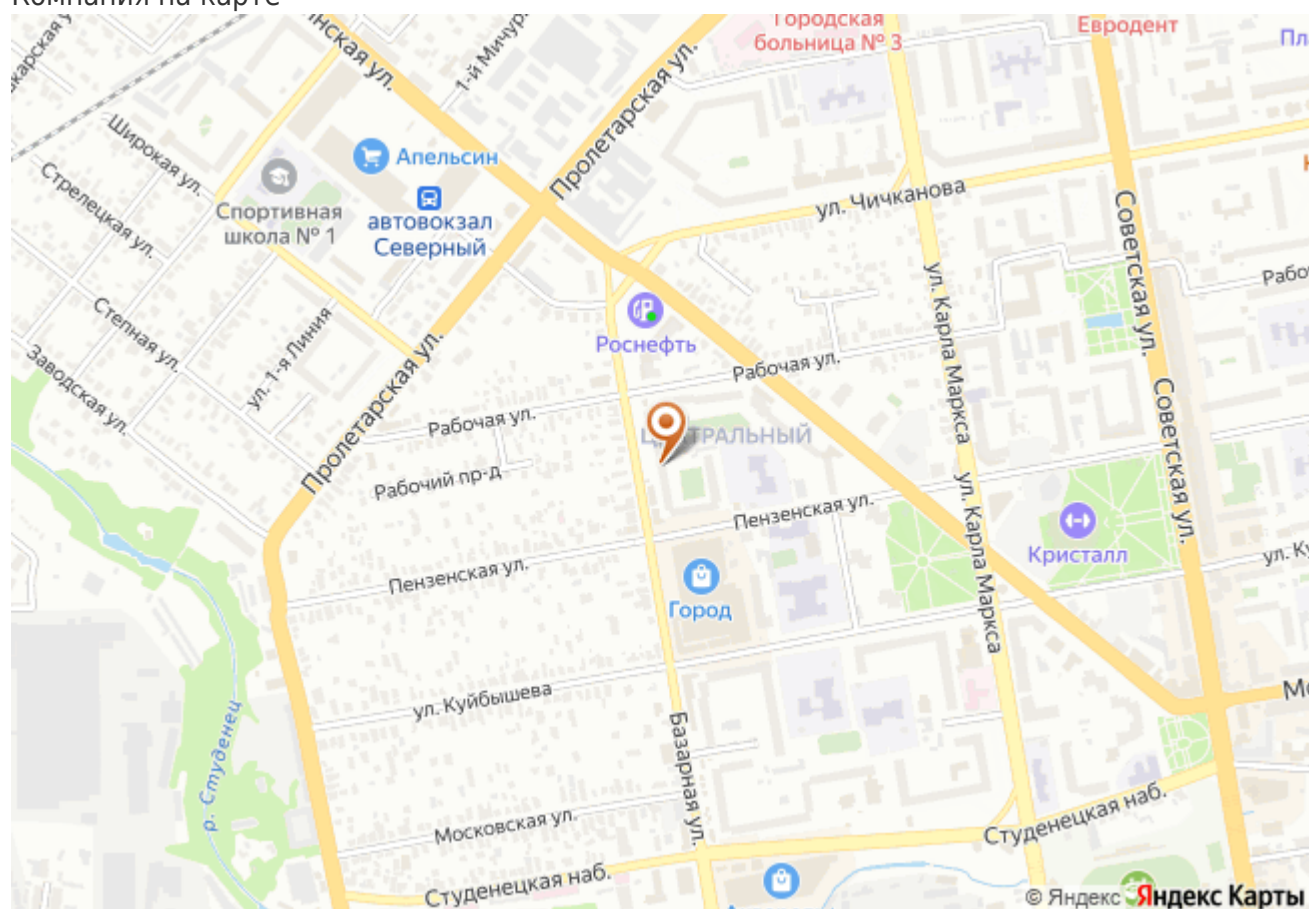 Компания на карте
Городская
больница № 3
Евродент
1-й Мичур
Пролетарская ул.
Апельсин
Широкая ул.
Стрелецкая ул.
Спортивная
школа № 1
автовокзал
Северный
ул. Чичканова
Советская ул.
ул. Карла Маркса
Степная ул.
ул. 1-я Линия
Заводская ул.
Пролетарская ул.
Роснефть
Рабочая ул.
Рабочая ул.
Рабочий пр-д
Советская ул.
ул. Карла Маркса
Пензенская ул.
Кристалл
Пензенская ул.
Город
ул. Куйбышева
Базарная ул.
р. Студенец
Московская ул.
Студенецкая наб.
Студенецкая наб.
© Яндекс Яндекс Карты